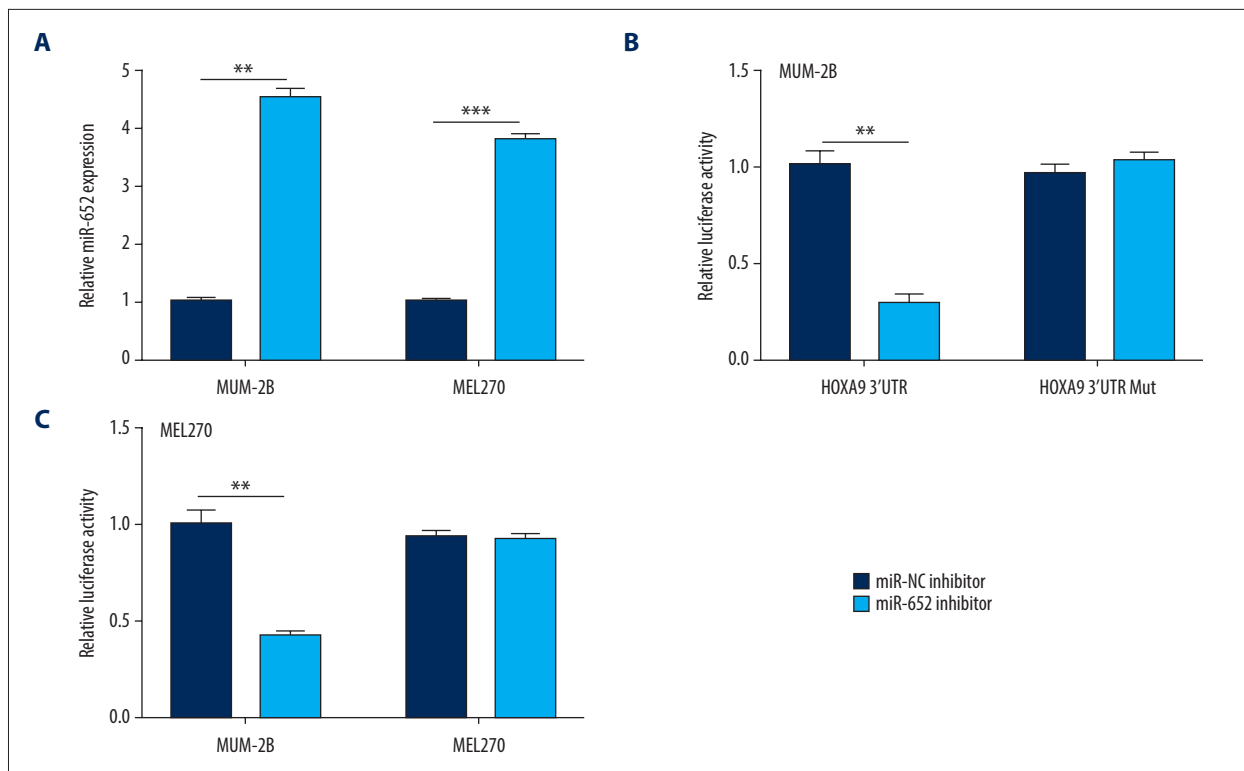 A
Relative miR-652 expression
5
4
3
2
1
0
**
***
MUM-2B
MEL270
B
Relative luciferase activity
1.5
1.0
0.5
0.0
MUM-2B
**
HOXA9 3’UTR
HOXA9 3’UTR Mut
C
Relative luciferase activity
1.5
1.0
0.5
0.0
MEL270
**
MUM-2B
MEL270
miR-NC inhibitor
miR-652 inhibitor